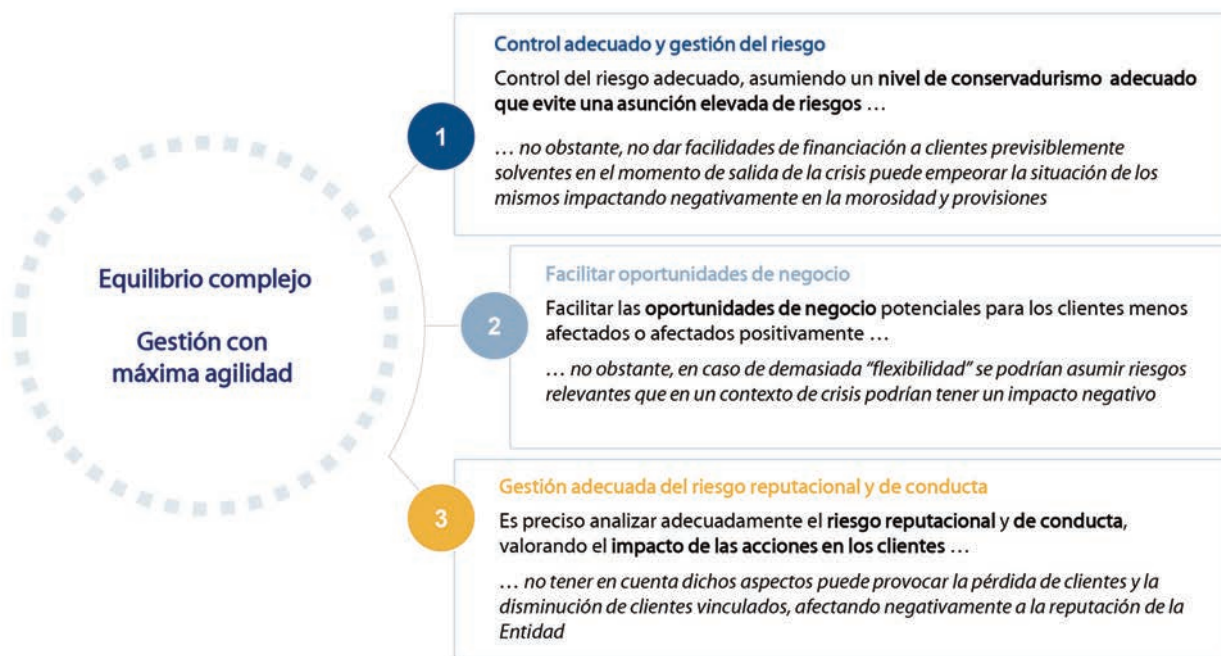 Equilibrio complejo
Gestión con
máxima agilidad
1
Control adecuado y gestión del riesgo
Control del riesgo adecuado, asumiendo un nivel de conservadurismo adecuado
que evite una asunción elevada de riesgos …
… no obstante, no dar facilidades de financiación a clientes previsiblemente
solventes en el momento de salida de la crisis puede empeorar la situación de los
mismos impactando negativamente en la morosidad y provisiones
2
Facilitar oportunidades de negocio
Facilitar las oportunidades de negocio potenciales para los clientes menos
afectados o afectados positivamente …
… no obstante, en caso de demasiada “flexibilidad” se podrían asumir riesgos
relevantes que en un contexto de crisis podrían tener un impacto negativo
3
Gestión adecuada del riesgo reputacional y de conducta
Es preciso analizar adecuadamente el riesgo reputacional y de conducta,
valorando el impacto de las acciones en los clientes …
… no tener en cuenta dichos aspectos puede provocar la pérdida de clientes y la
disminución de clientes vinculados, afectando negativamente a la reputación de la
Entidad